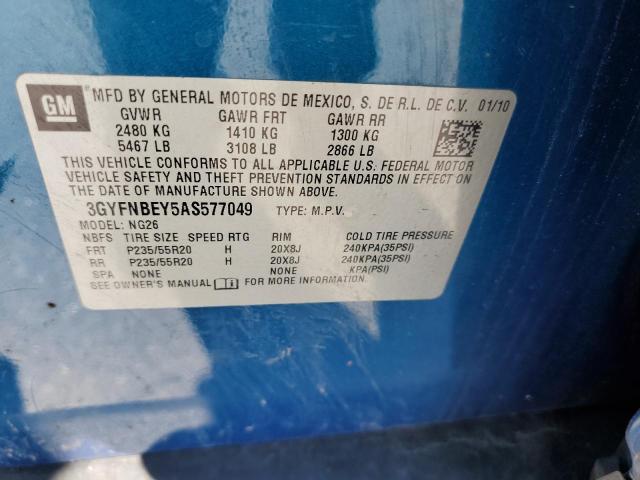 GM MFD BY GENERAL MOTORS DE MEXICO, S. DE R.L. DE C.V. 01/10
GVWR GAWR FRT GAWR RR
2480 KG 1410 KG 1300 KG
5467 LB 3108 LB 2866 LB
THIS VEHICLE CONFORMS TO ALL APPLICABLE U.S. FEDERAL MOTOR
VEHICLE SAFETY AND THEFT PREVENTION STANDARDS IN EFFECT ON THE
DATE OF MANUFACTURE SHOWN ABOVE.
3GYFNBEY5AS577049 TYPE: M.P.V.
MODEL: NG26
NBFS TIRE SIZE SPEED RTG RIM COLD TIRE PRESSURE
FRT P235/55R20 H 20X8J 240KPA(35PSI)
RR P235/55R20 H 20X8J 240KPA(35PSI)
SPA NONE NONE KPA(PSI)
SEE OWNER'S MANUAL FOR MORE INFORMATION.